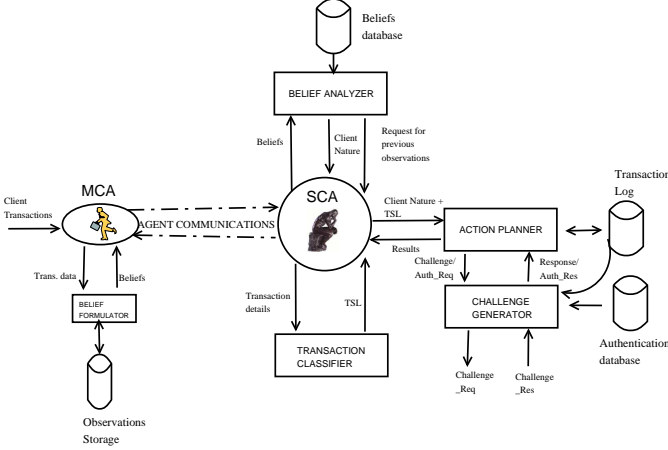 Beliefs
database
BELIEF ANALYZER
Beliefs
Client
Nature
Request for
previous
observations
MCA
SCA
Client
Transactions
AGENT COMMUNICATIONS
Client Nature +
TSL
Results
Transaction
Log
ACTION PLANNER
Trans. data
Beliefs
Challenge/
Auth_Req
Response/
Auth_Res
BELIEF
FORMULATOR
Transaction
details
TSL
CHALLENGE
GENERATOR
Authentication
database
TRANSACTION
CLASSIFIER
Challenge
_Req
Challenge
_Res
Observations
Storage